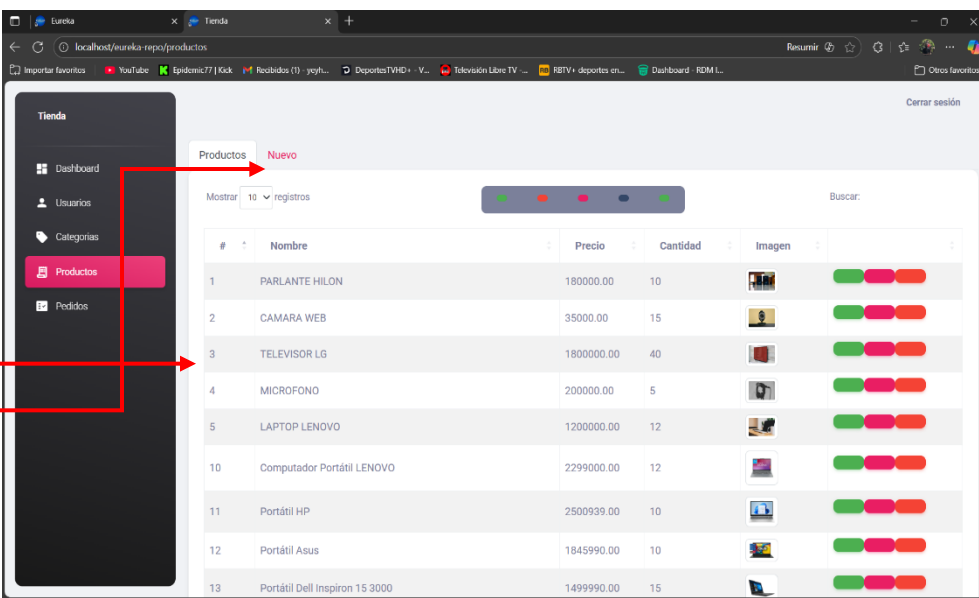 Eureka
Tienda
localhost/eureka-repo/productos
Resumir
Importar favoritos
YouTube
Epidemic77 | Kick
Recibidos (1) - yeyh...
DeportesTVHD+ - V...
Televisión Libre TV -...
RBTV+ deportes en...
Dashboard - RDM I...
Otros favoritos
Tienda
Cerrar sesión
Dashboard
Usuarios
Categorias
Productos
Pedidos
Productos Nuevo
Mostrar 10 registros
Buscar:
# Nombre Precio Cantidad Imagen
1 PARLANTE HILON 180000.00 10
2 CAMARA WEB 35000.00 15
3 TELEVISOR LG 1800000.00 40
4 MICROFONO 200000.00 5
5 LAPTOP LENOVO 1200000.00 12
10 Computador Portátil LENOVO 2299000.00 12
11 Portátil HP 2500939.00 10
12 Portátil Asus 1845990.00 10
13 Portátil Dell Inspiron 15 3000 1499990.00 15